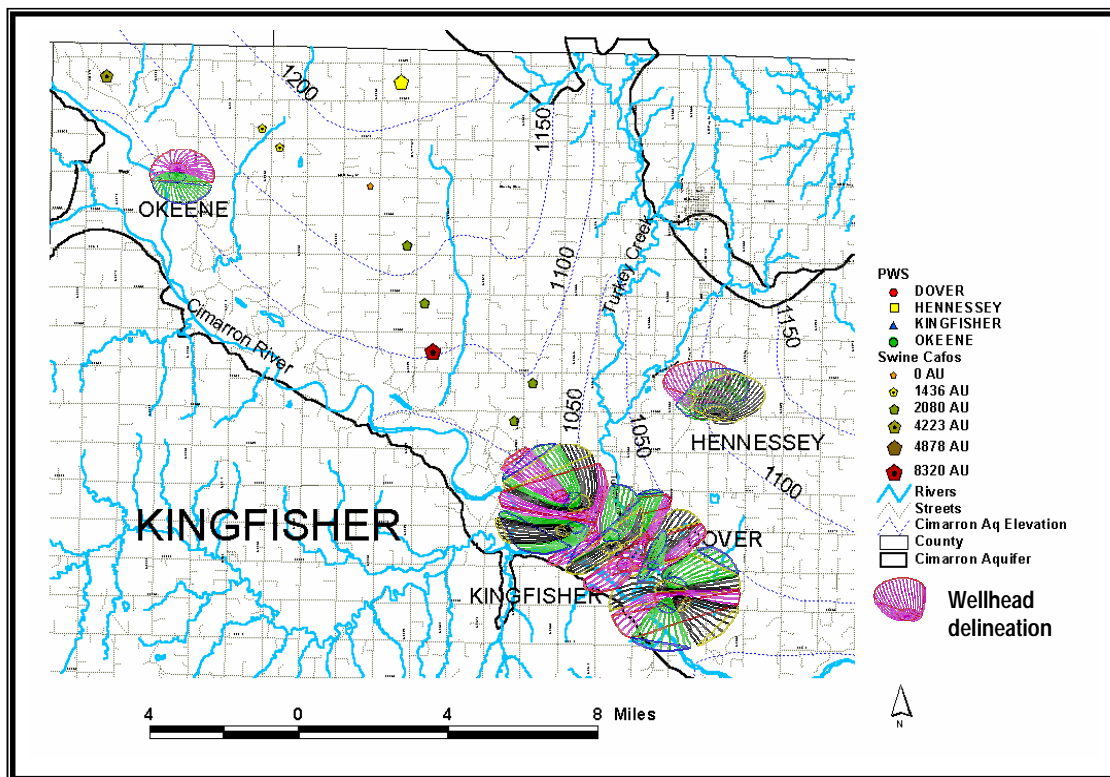 1200
1150
OKEENE
1100
Turkey Creek
Cimarron River
1150
1050
1050
HENNESSEY
1100
KINGFISHER
OVER
KINGFISHER
PWS
DOVER
HENNESSEY
KINGFISHER
OKEENE
Swine Cafos
0 AU
1436 AU
2080 AU
4223 AU
4878 AU
8320 AU
Rivers
Streets
Cimarron Aq Elevation
County
Cimarron Aquifer
Wellhead
delineation
4 0 4 8 Miles
N